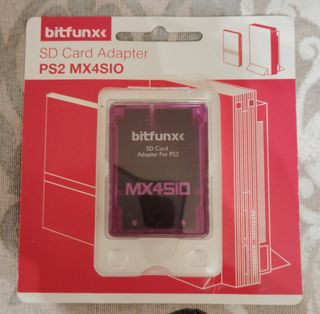 bitfunx
SD Card Adapter
PS2 MX4SIO
bitfunx
SD Card
Adapter For PS2
MX4SIO